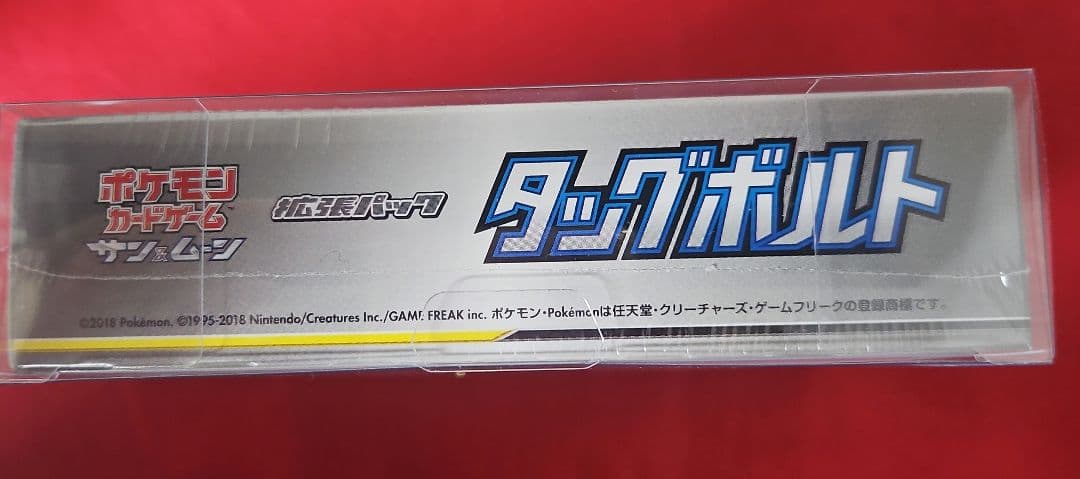 ポケモン
カードゲーム
サン&ムーン
拡張パック
タッグボルト
©2018 Pokémon. ©1995-2018 Nintendo/Creatures Inc./GAME FREAK inc. ポケモン・Pokémonは任天堂・クリーチャーズ・ゲームフリークの登録商標です。